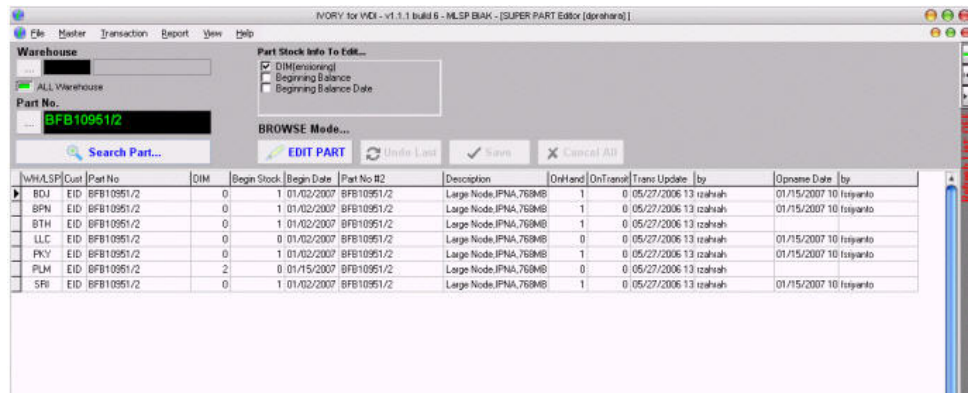 IVORY for WDI - v1.1.1 build 6 - MLSP BIAK - [SUPER PART Editor [dprahara] ]
File Master Transaction Report View Help
Warehouse
...
ALL Warehouse
Part No.
... BFB10951/2
Search Part...
Part Stock Info To Edit...
DIM(ensioning)
Beginning Balance
Beginning Balance Date
BROWSE Mode...
EDIT PART Undo Last Save Cancel All
WH/LSP Cust Part No DIM Begin Stock Begin Date Part No #2 Description OnHand OnTransit Trans Update by Opname Date by
BDJ EID BFB10951/2 0 1 01/02/2007 BFB10951/2 Large Node,IPNA,768MB 1 0 05/27/2006 13 rzahrah 01/15/2007 10 fsriyanto
BPN EID BFB10951/2 0 1 01/02/2007 BFB10951/2 Large Node,IPNA,768MB 1 0 05/27/2006 13 rzahrah 01/15/2007 10 fsriyanto
BTH EID BFB10951/2 0 1 01/02/2007 BFB10951/2 Large Node,IPNA,768MB 1 0 05/27/2006 13 rzahrah
LLC EID BFB10951/2 0 0 01/02/2007 BFB10951/2 Large Node,IPNA,768MB 0 0 05/27/2006 13 rzahrah 01/15/2007 10 fsriyanto
PKY EID BFB10951/2 0 1 01/02/2007 BFB10951/2 Large Node,IPNA,768MB 1 0 05/27/2006 13 rzahrah 01/15/2007 10 fsriyanto
PLM EID BFB10951/2 2 0 01/15/2007 BFB10951/2 Large Node,IPNA,768MB 0 0 05/27/2006 13 rzahrah
SRI EID BFB10951/2 0 1 01/02/2007 BFB10951/2 Large Node,IPNA,768MB 1 0 05/27/2006 13 rzahrah 01/15/2007 10 fsriyanto